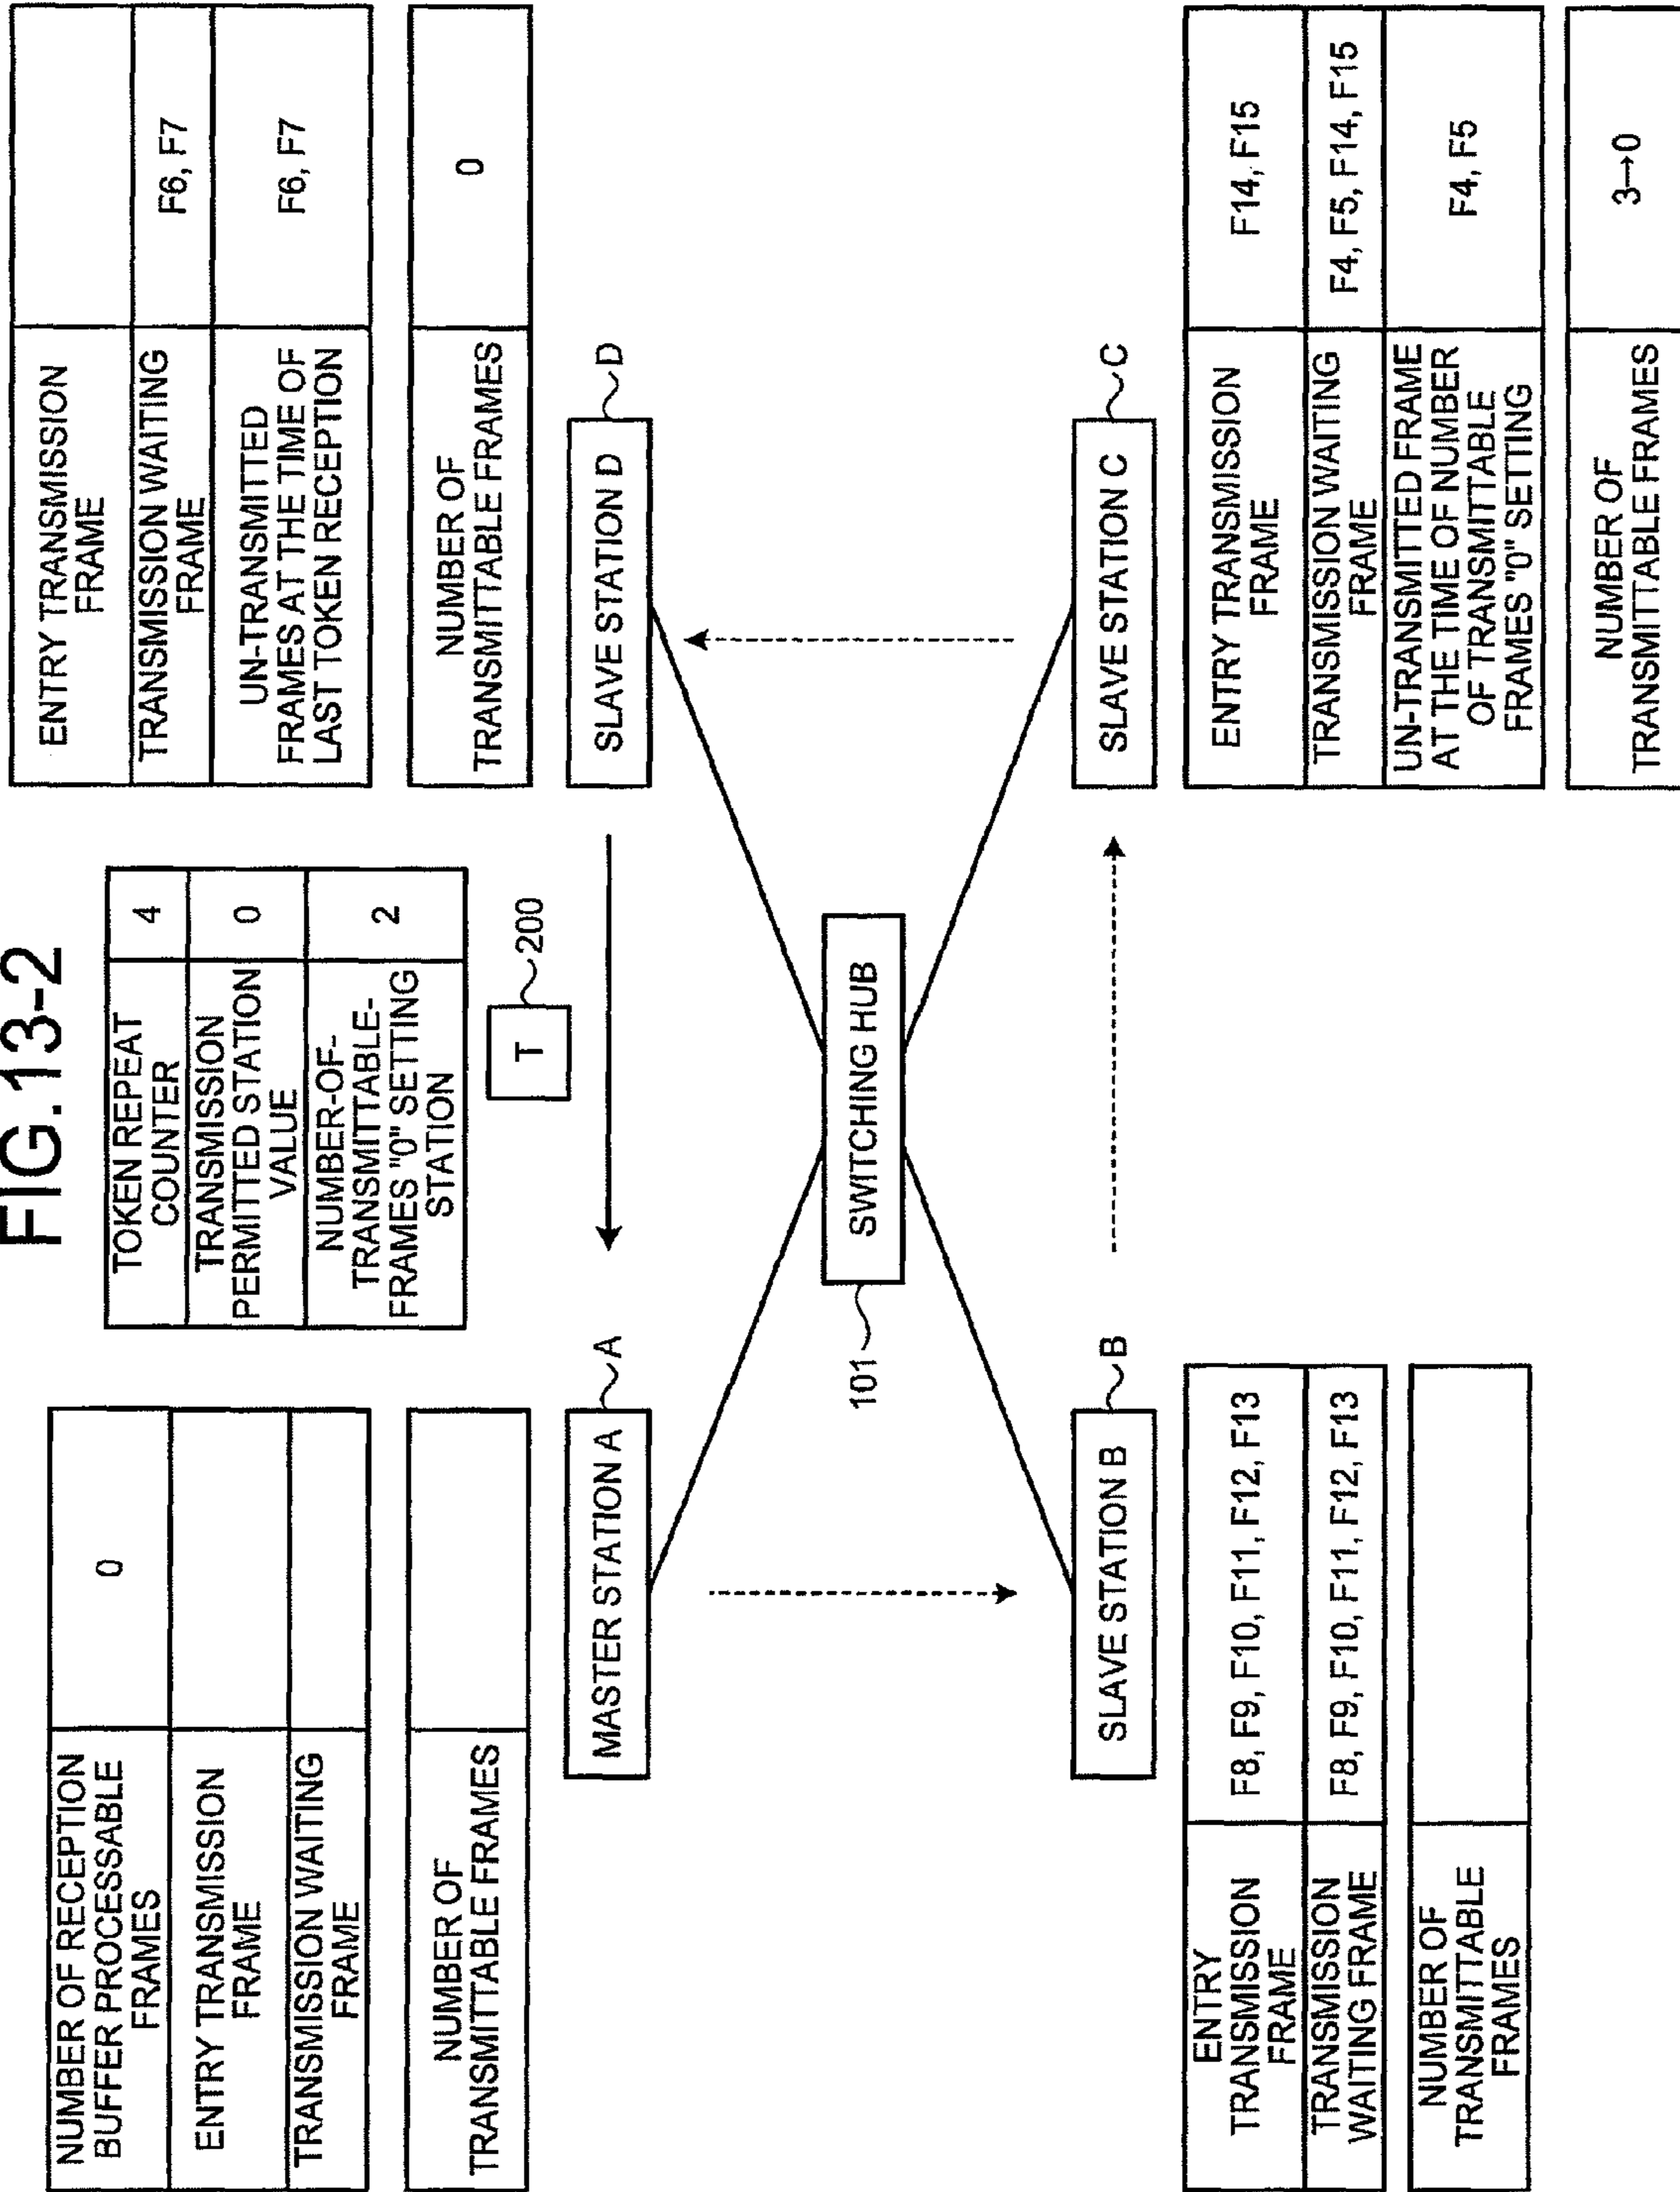 FIG.13-2
NUMBER OF RECEPTION
BUFFER PROCESSABLE
FRAMES
0
ENTRY TRANSMISSION
FRAME
TRANSMISSION WAITING
FRAME
NUMBER OF
TRANSMITTABLE FRAMES
MASTER STATION A
A
TOKEN REPEAT
COUNTER
4
TRANSMISSION
PERMITTED STATION
VALUE
0
NUMBER-OF-
TRANSMITTABLE-
FRAMES "0" SETTING
STATION
2
T
200
ENTRY TRANSMISSION
FRAME
TRANSMISSION WAITING
FRAME
F6, F7
UN-TRANSMITTED
FRAMES AT THE TIME OF
LAST TOKEN RECEPTION
F6, F7
NUMBER OF
TRANSMITTABLE FRAMES
0
SLAVE STATION D
D
101
SWITCHING HUB
SLAVE STATION B
B
ENTRY
TRANSMISSION
FRAME
F8, F9, F10, F11, F12, F13
TRANSMISSION
WAITING FRAME
F8, F9, F10, F11, F12, F13
NUMBER OF
TRANSMITTABLE
FRAMES
SLAVE STATION C
C
ENTRY TRANSMISSION
FRAME
F14, F15
TRANSMISSION WAITING
FRAME
F4, F5, F14, F15
UN-TRANSMITTED FRAME
AT THE TIME OF NUMBER
OF TRANSMITTABLE
FRAMES "0" SETTING
F4, F5
NUMBER OF
TRANSMITTABLE FRAMES
3→0